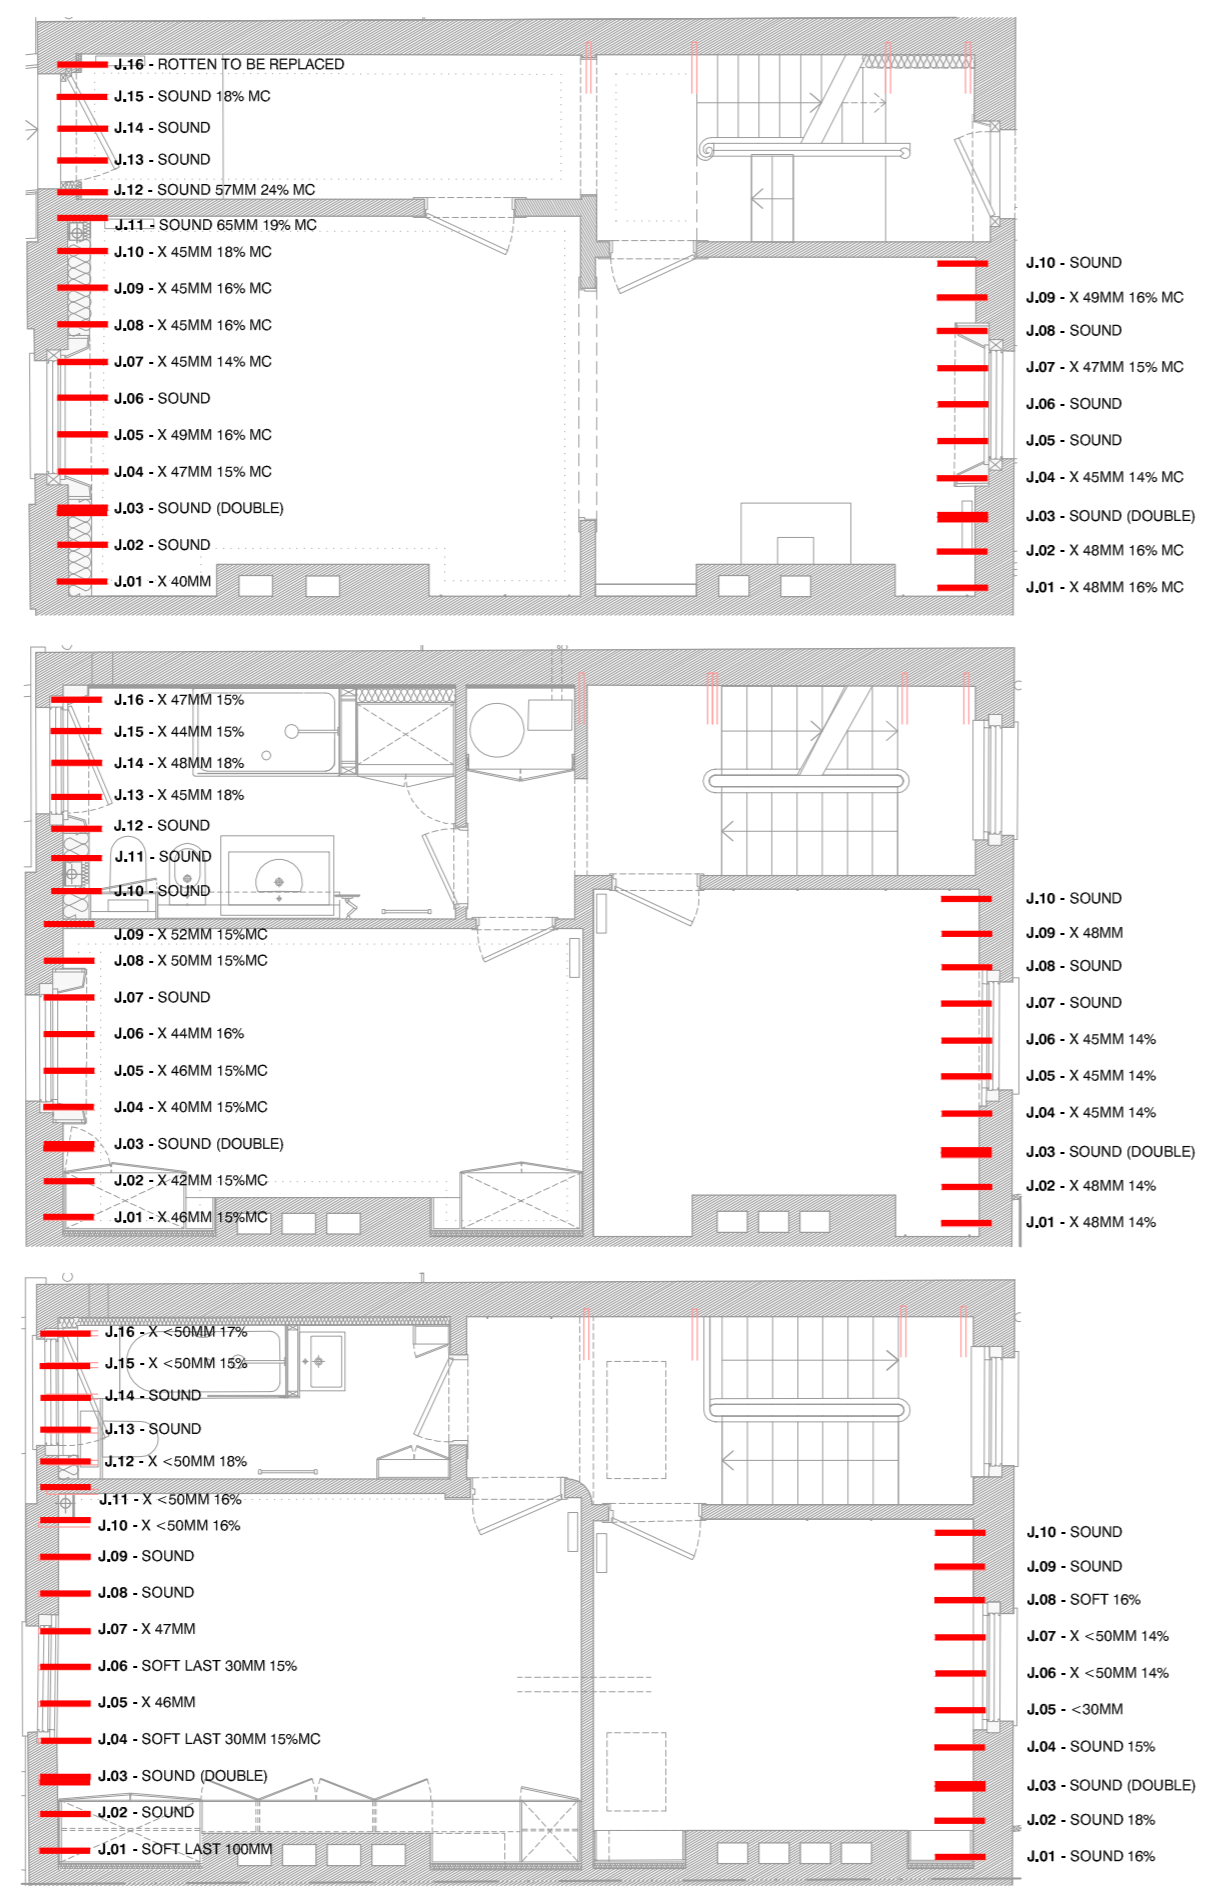 J.16 - ROTTEN TO BE REPLACED
J.15 - SOUND 18% MC
J.14 - SOUND
J.13 - SOUND
J.12 - SOUND 57MM 24% MC
J.11 - SOUND 65MM 19% MC
J.10 - X 45MM 18% MC
J.09 - X 45MM 16% MC
J.08 - X 45MM 16% MC
J.07 - X 45MM 14% MC
J.06 - SOUND
J.05 - X 49MM 16% MC
J.04 - X 47MM 15% MC
J.03 - SOUND (DOUBLE)
J.02 - SOUND
J.01 - X 40MM
J.10 - SOUND
J.09 - X 49MM 16% MC
J.08 - SOUND
J.07 - X 47MM 15% MC
J.06 - SOUND
J.05 - SOUND
J.04 - X 45MM 14% MC
J.03 - SOUND (DOUBLE)
J.02 - X 48MM 16% MC
J.01 - X 48MM 16% MC
J.16 - X 47MM 15%
J.15 - X 44MM 15%
J.14 - X 48MM 18%
J.13 - X 45MM 18%
J.12 - SOUND
J.11 - SOUND
J.10 - SOUND
J.09 - X 52MM 15%MC
J.08 - X 50MM 15%MC
J.07 - SOUND
J.06 - X 44MM 16%
J.05 - X 46MM 15%MC
J.04 - X 40MM 15%MC
J.03 - SOUND (DOUBLE)
J.02 - X 42MM 15%MC
J.01 - X 46MM 15%MC
J.10 - SOUND
J.09 - X 48MM
J.08 - SOUND
J.07 - SOUND
J.06 - X 45MM 14%
J.05 - X 45MM 14%
J.04 - X 45MM 14%
J.03 - SOUND (DOUBLE)
J.02 - X 48MM 14%
J.01 - X 48MM 14%
J.16 - X <50MM 17%
J.15 - X <50MM 15%
J.14 - SOUND
J.13 - SOUND
J.12 - X <50MM 18%
J.11 - X <50MM 16%
J.10 - X <50MM 16%
J.09 - SOUND
J.08 - SOUND
J.07 - X 47MM
J.06 - SOFT LAST 30MM 15%
J.05 - X 46MM
J.04 - SOFT LAST 30MM 15%MC
J.03 - SOUND (DOUBLE)
J.02 - SOUND
J.01 - SOFT LAST 100MM
J.10 - SOUND
J.09 - SOUND
J.08 - SOFT 16%
J.07 - X <50MM 14%
J.06 - X <50MM 14%
J.05 - <30MM
J.04 - SOUND 15%
J.03 - SOUND (DOUBLE)
J.02 - SOUND 18%
J.01 - SOUND 16%